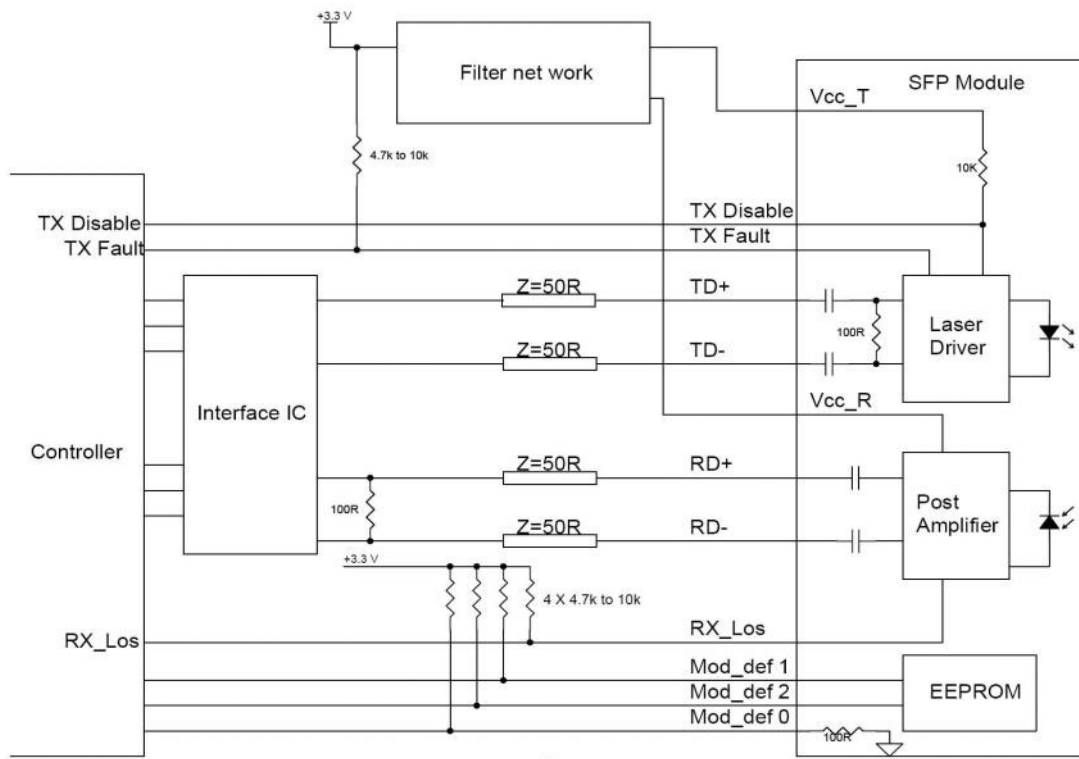 +3.3 V
Filter net work
SFP Module
Vcc_T
4.7k to 10k
10K
TX Disable
TX Disable
TX Fault
TX Fault
Z=50R
TD+
100R
Laser
Driver
Z=50R
TD-
Interface IC
Vcc_R
Controller
Z=50R
RD+
100R
Post
Amplifier
Z=50R
RD-
+3.3 V
4 X 4.7k to 10k
RX_Los
RX_Los
Mod_def 1
EEPROM
Mod_def 2
Mod_def 0
100R